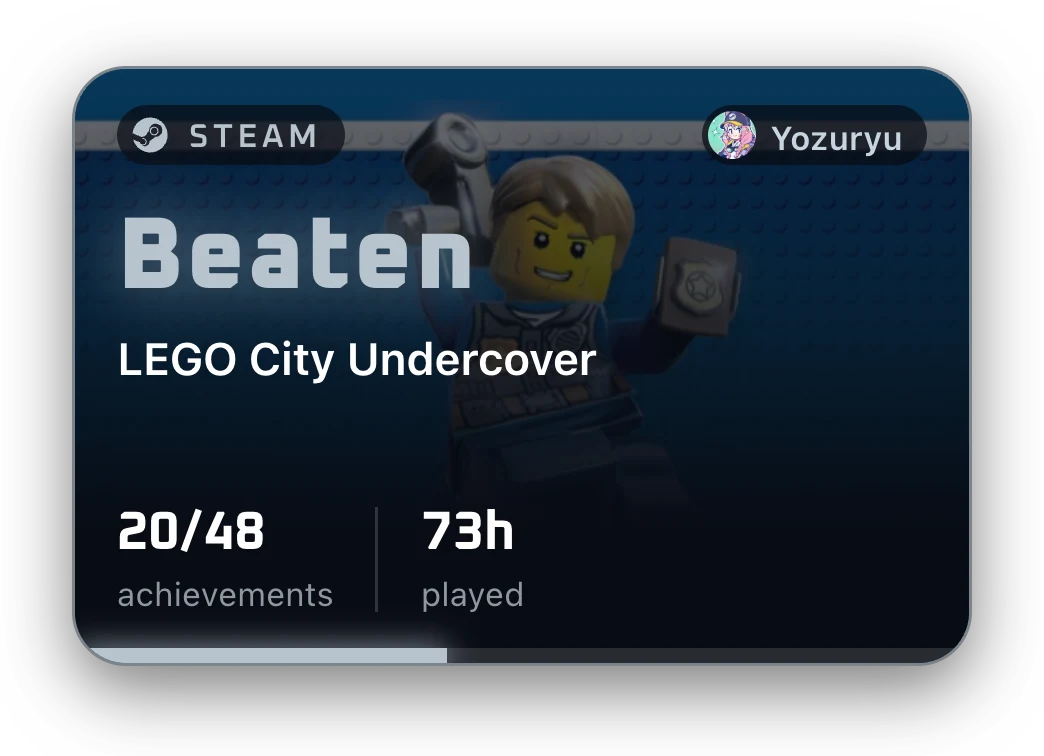 STEAM
Yozuryu
Beaten
LEGO City Undercover
20/48
achievements
73h
played